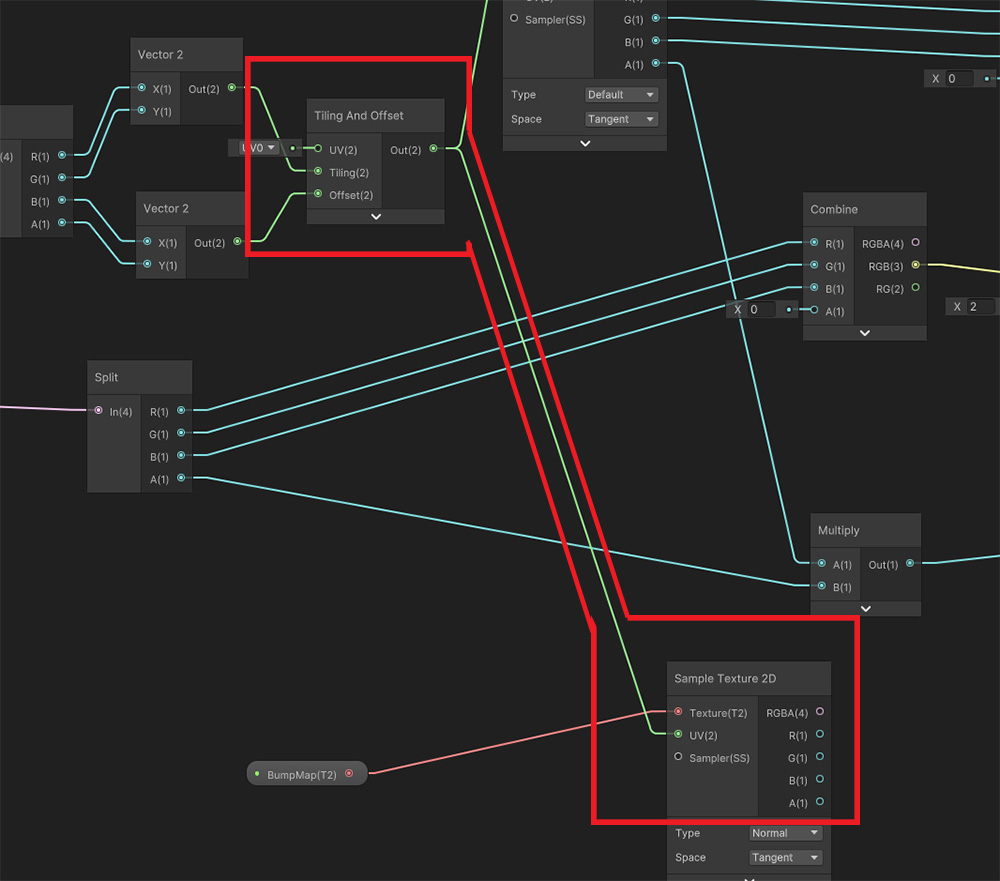 Sampler(SS)
G(1)
B(1)
A(1)
Type
Default
Space
Tangent
X 0
Vector 2
X(1)
Out(2)
Y(1)
Tiling And Offset
UV0
UV(2)
Out(2)
Tiling(2)
Offset(2)
(4)
R(1)
G(1)
B(1)
A(1)
Vector 2
X(1)
Out(2)
Y(1)
Combine
R(1)
RGBA(4)
G(1)
RGB(3)
B(1)
RG(2)
X 0
A(1)
X 2
Split
In(4)
R(1)
G(1)
B(1)
A(1)
Multiply
A(1)
Out(1)
B(1)
Sample Texture 2D
Texture(T2)
RGBA(4)
UV(2)
R(1)
Sampler(SS)
G(1)
B(1)
A(1)
BumpMap(T2)
Type
Normal
Space
Tangent